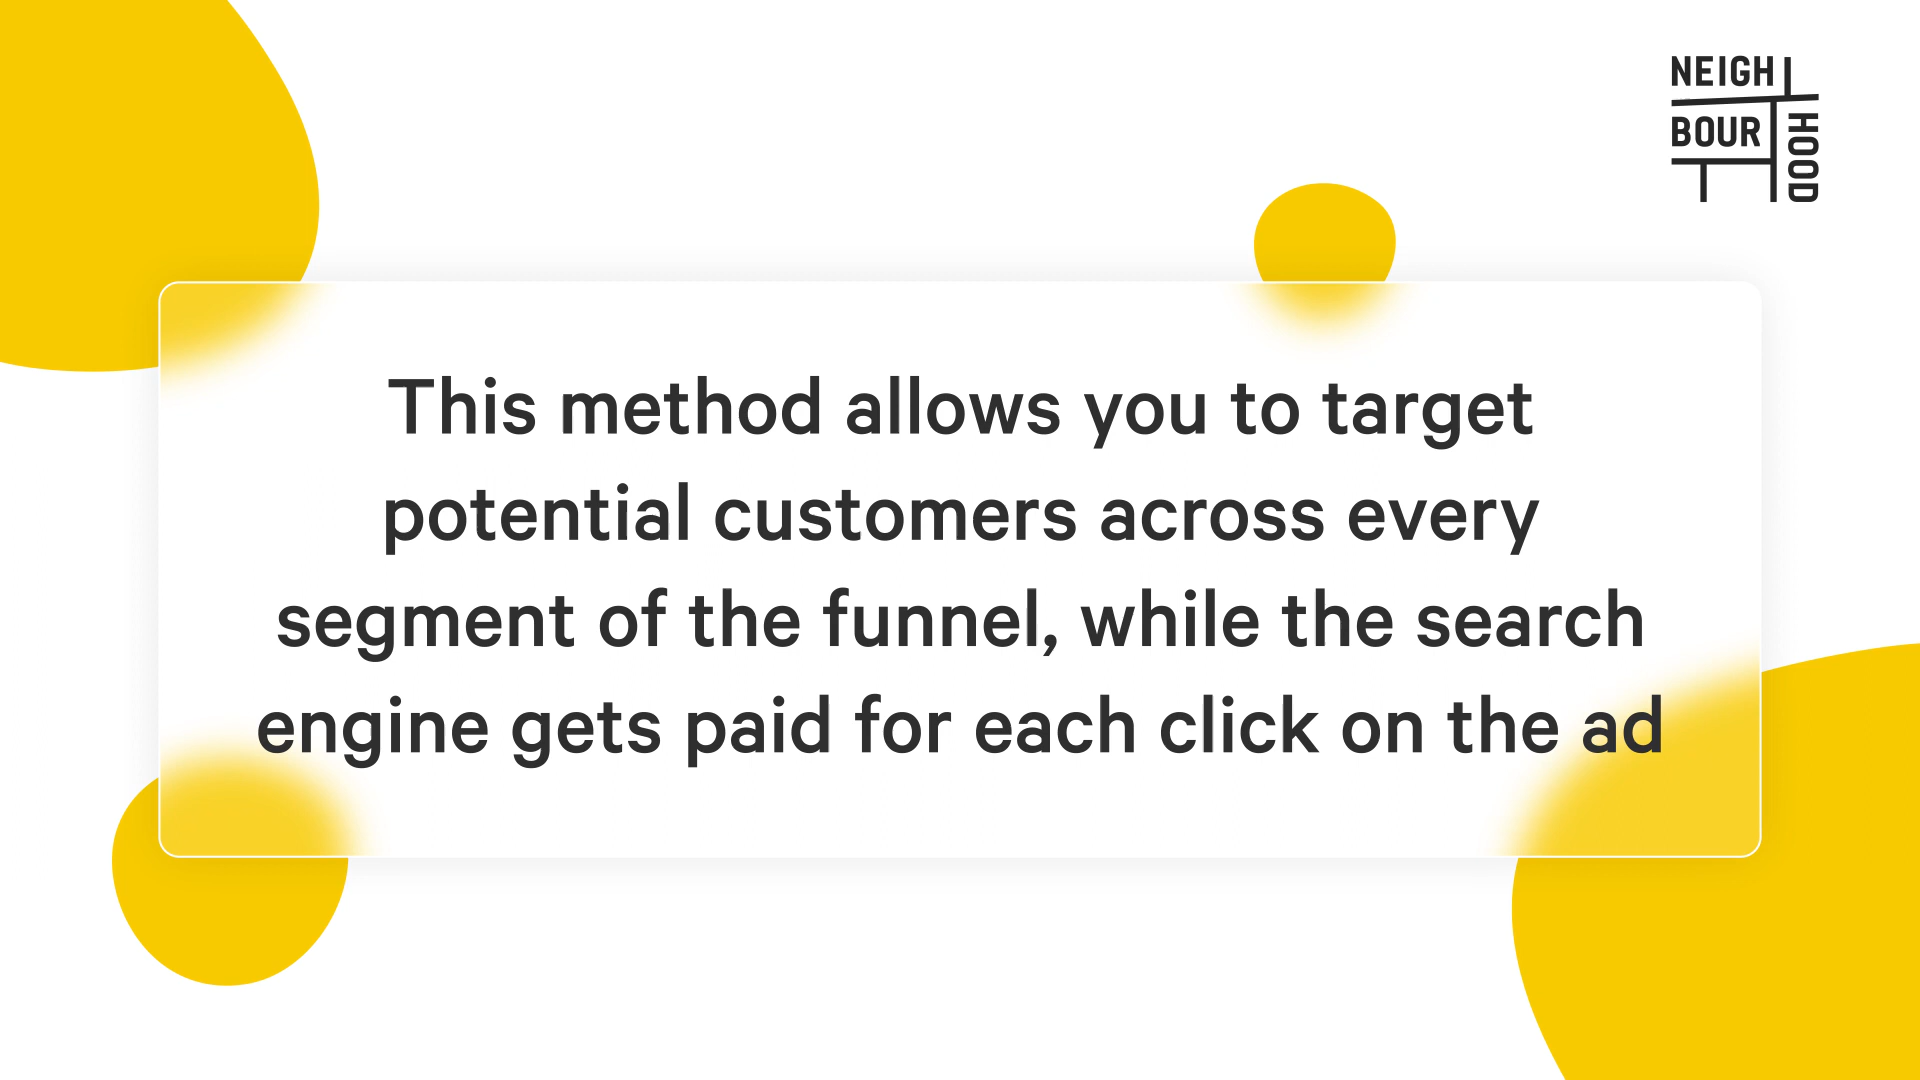 NEIGH
BOUR
HOOD
This method allows you to target
potential customers across every
segment of the funnel, while the search
engine gets paid for each click on the ad